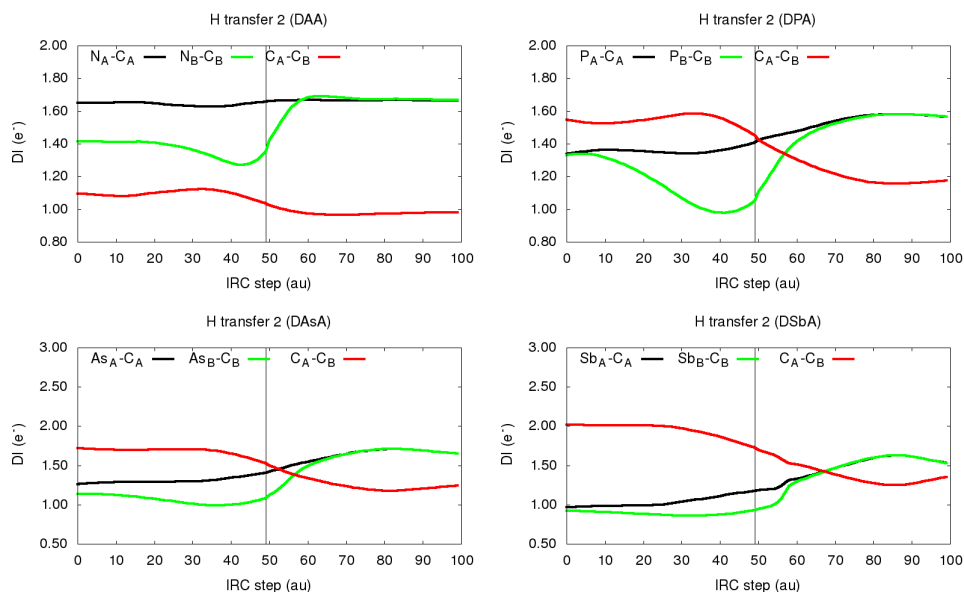 H transfer 2 (DAA)
N_A-C_A N_B-C_B C_A-C_B
DI (e⁻)
2.00
1.80
1.60
1.40
1.20
1.00
0.80
0 10 20 30 40 50 60 70 80 90 100
IRC step (au)
H transfer 2 (DPA)
P_A-C_A P_B-C_B C_A-C_B
DI (e⁻)
2.00
1.80
1.60
1.40
1.20
1.00
0.80
0 10 20 30 40 50 60 70 80 90 100
IRC step (au)
H transfer 2 (DAsA)
As_A-C_A As_B-C_B C_A-C_B
DI (e⁻)
3.00
2.50
2.00
1.50
1.00
0.50
0 10 20 30 40 50 60 70 80 90 100
IRC step (au)
H transfer 2 (DSbA)
Sb_A-C_A Sb_B-C_B C_A-C_B
DI (e⁻)
3.00
2.50
2.00
1.50
1.00
0.50
0 10 20 30 40 50 60 70 80 90 100
IRC step (au)